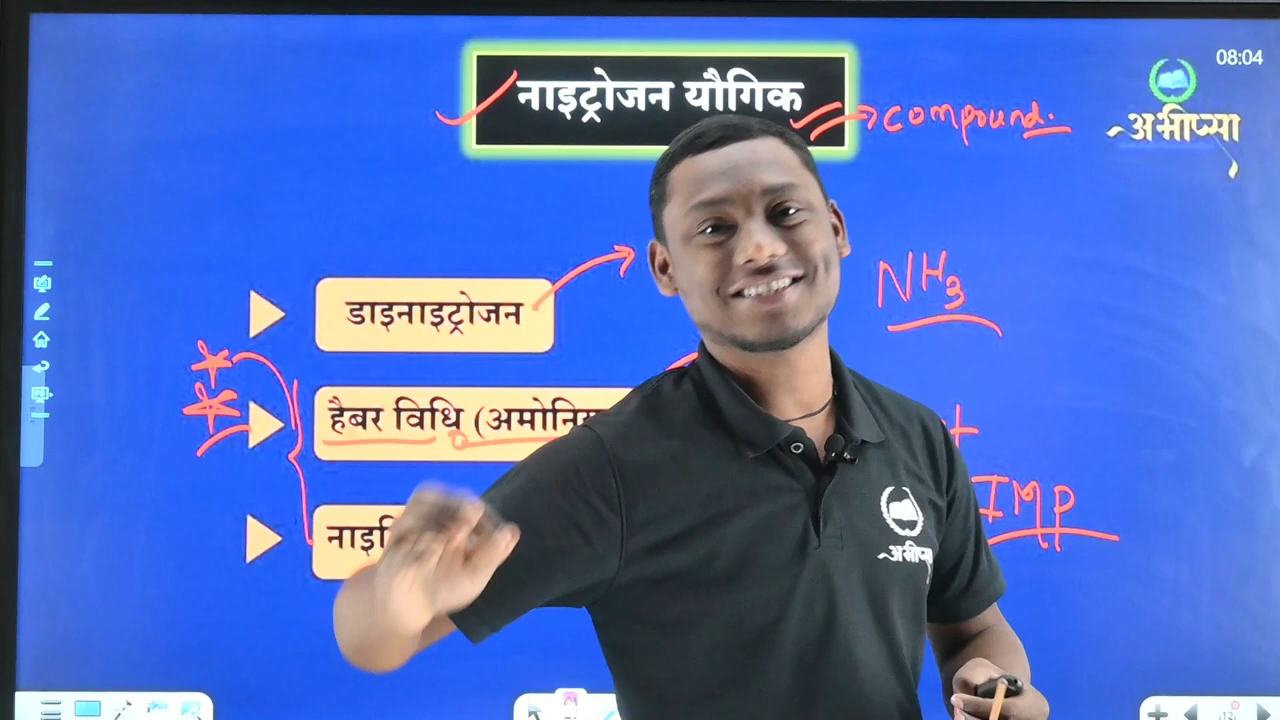 08:04
नाइट्रोजन यौगिक
compound.
अभीप्सा
डाइनाइट्रोजन
NH3
हैबर विधि
IMP
अभीप्सा